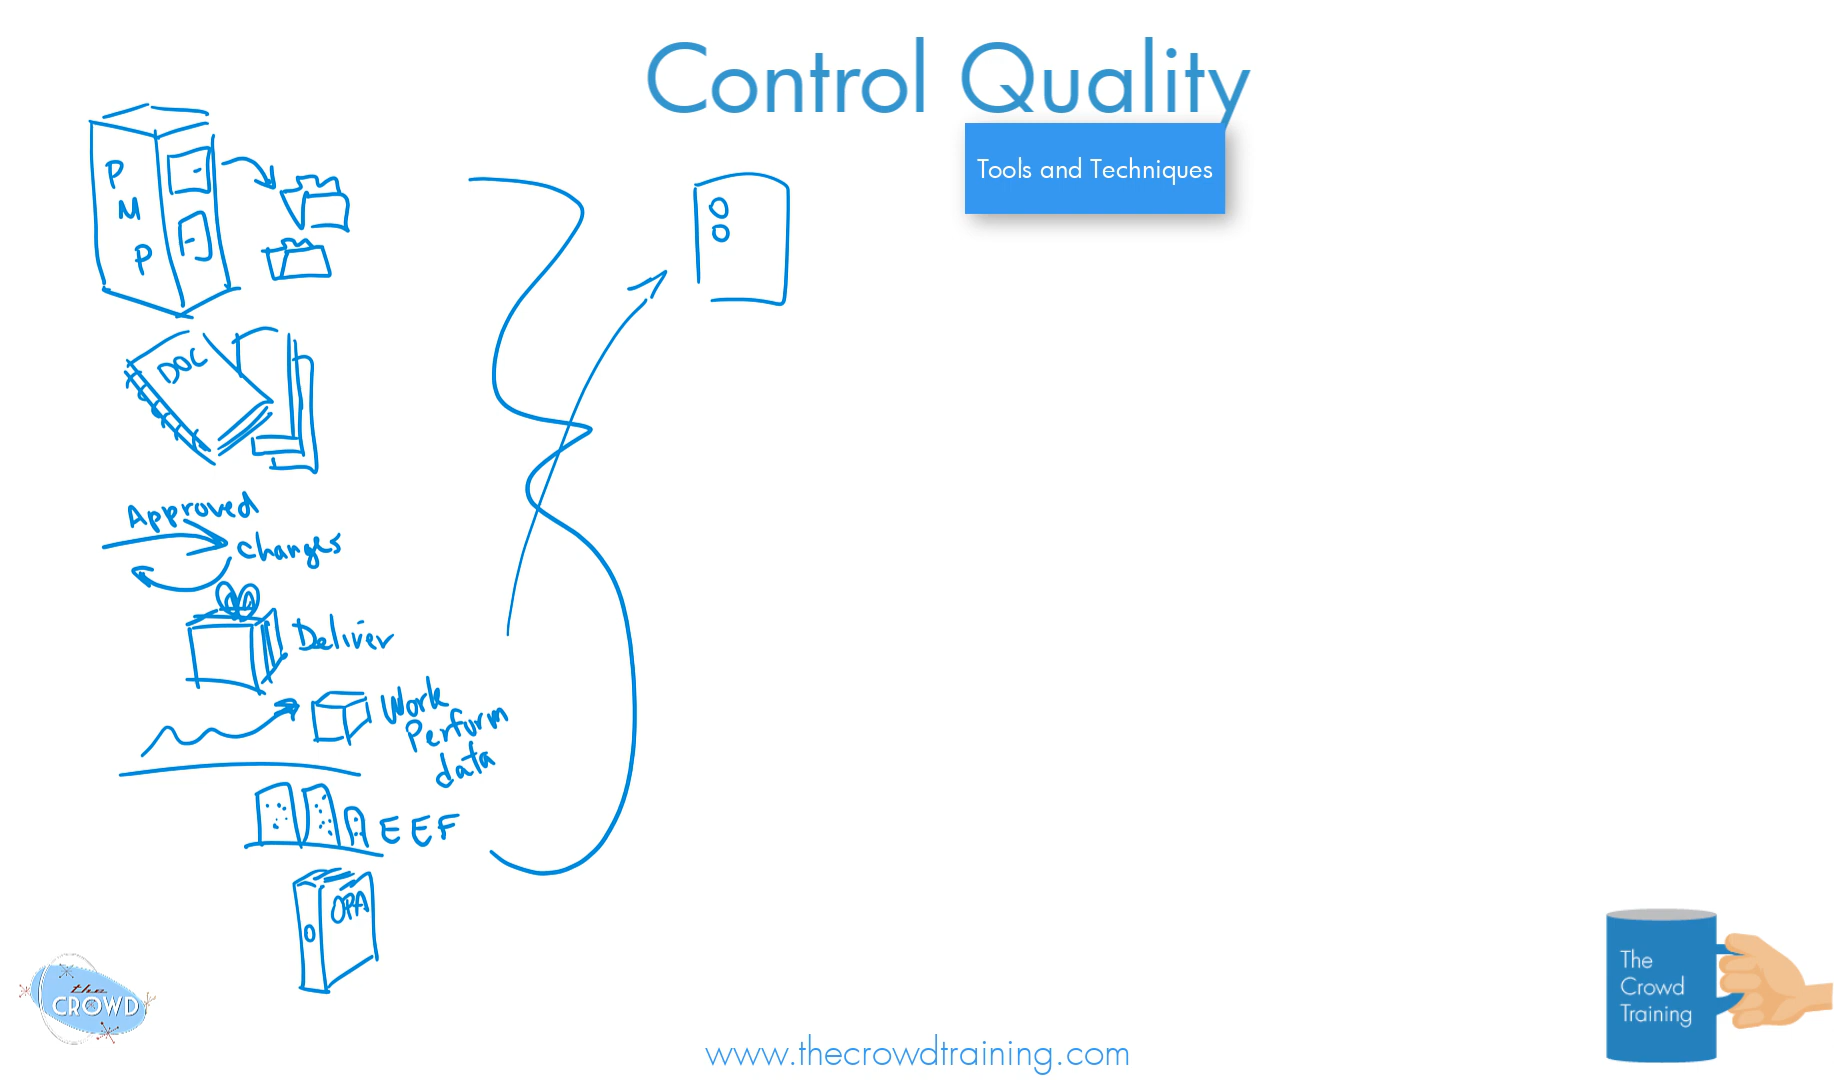 Control Quality
Tools and Techniques
P
M
P
DOC
Approved
changes
Deliver
Work
Perform
data
EEF
OPA
the
CROWD
The
Crowd
Training
www.thecrowdtraining.com